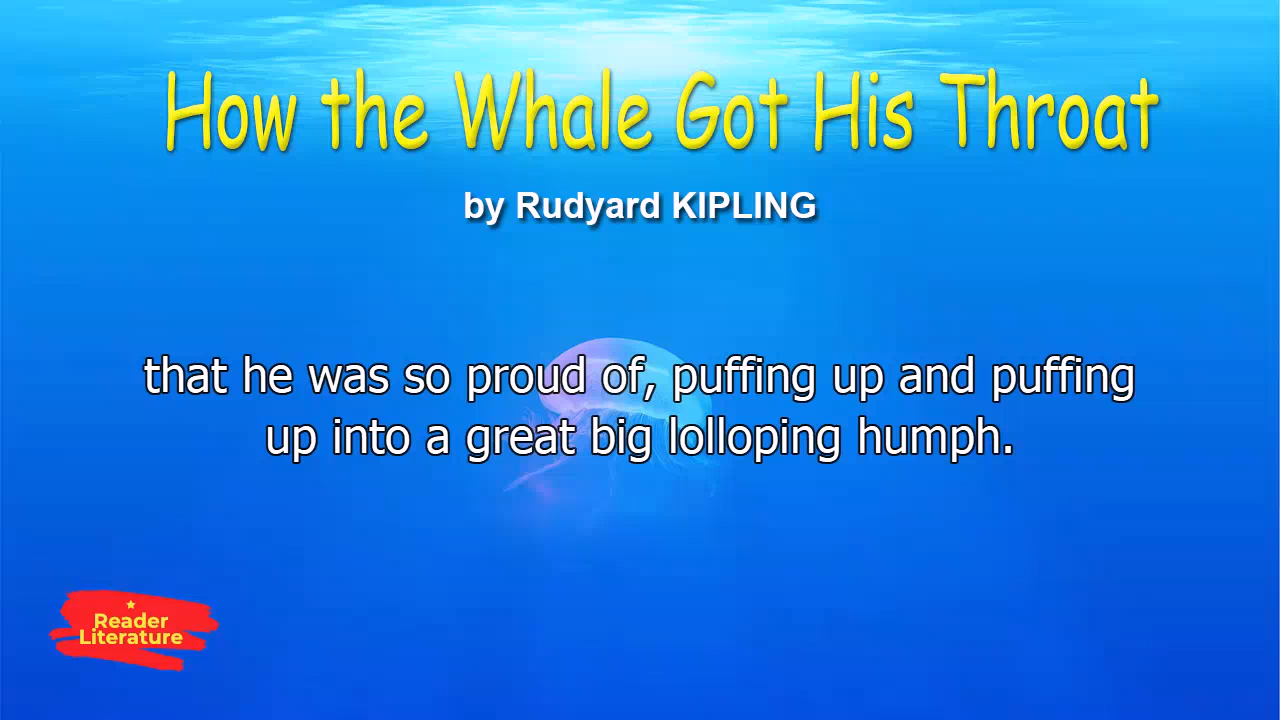 How the Whale Got His Throat
by Rudyard KIPLING
that he was so proud of, puffing up and puffing
up into a great big lolloping humph.
Reader
Literature